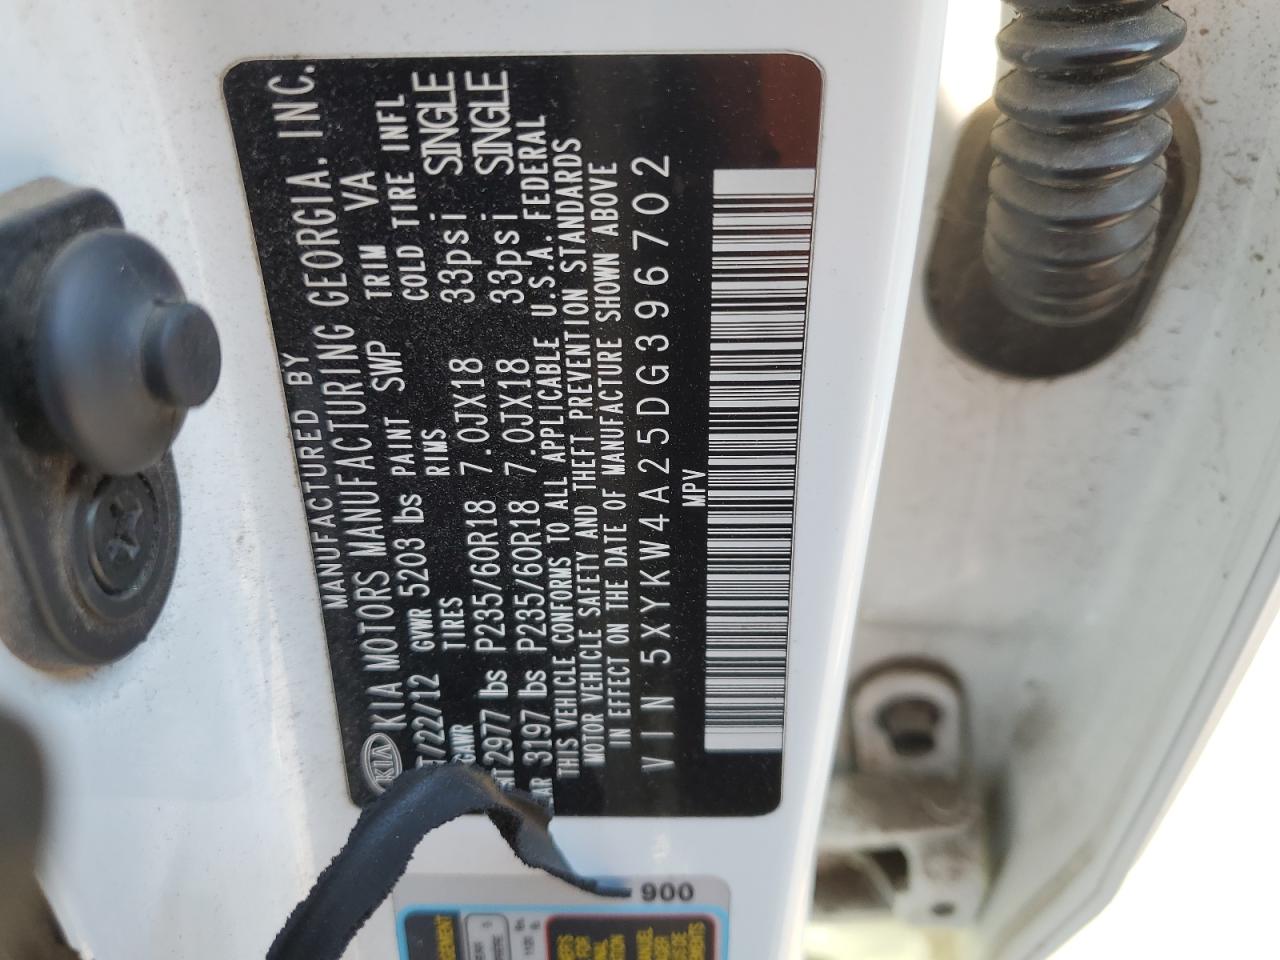 MANUFACTURED BY
KIA KIA MOTORS MANUFACTURING GEORGIA, INC.
/22/12 GVWR 5203 lbs PAINT SWP TRIM VA
GAWR TIRES RIMS COLD TIRE INFL
2977 lbs P235/60R18 7.0JX18 33psi SINGLE
3197 lbs P235/60R18 7.0JX18 33psi SINGLE
THIS VEHICLE CONFORMS TO ALL APPLICABLE U.S.A. FEDERAL
MOTOR VEHICLE SAFETY AND THEFT PREVENTION STANDARDS
IN EFFECT ON THE DATE OF MANUFACTURE SHOWN ABOVE
VIN 5XYKW4A25DG396702
MPV
900